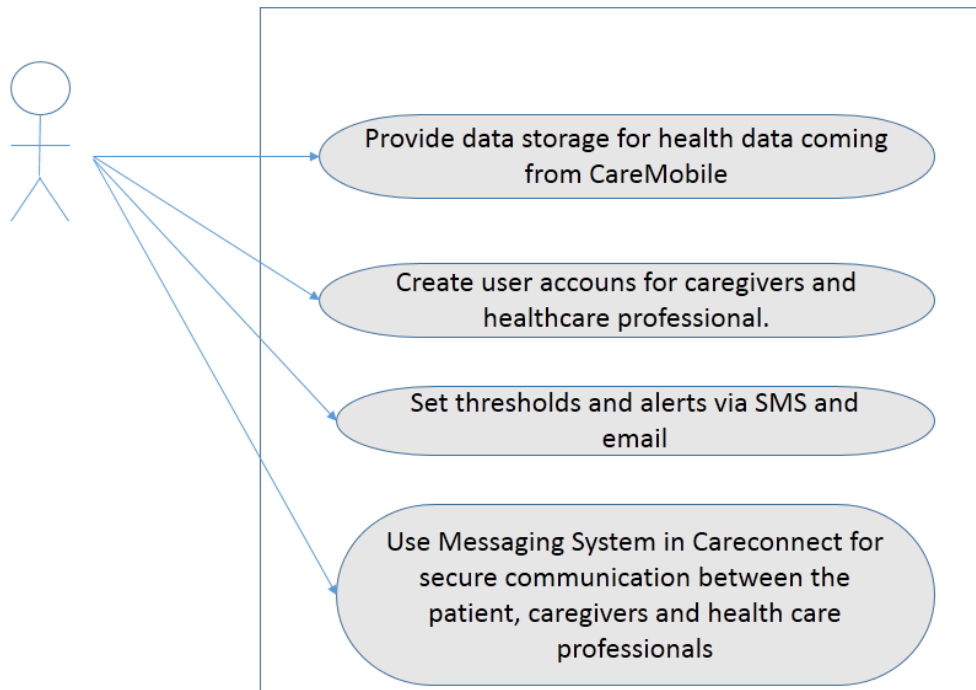 Provide data storage for health data coming
from CareMobile
Create user accouns for caregivers and
healthcare professional.
Set thresholds and alerts via SMS and
email
Use Messaging System in Careconnect for
secure communication between the
patient, caregivers and health care
professionals